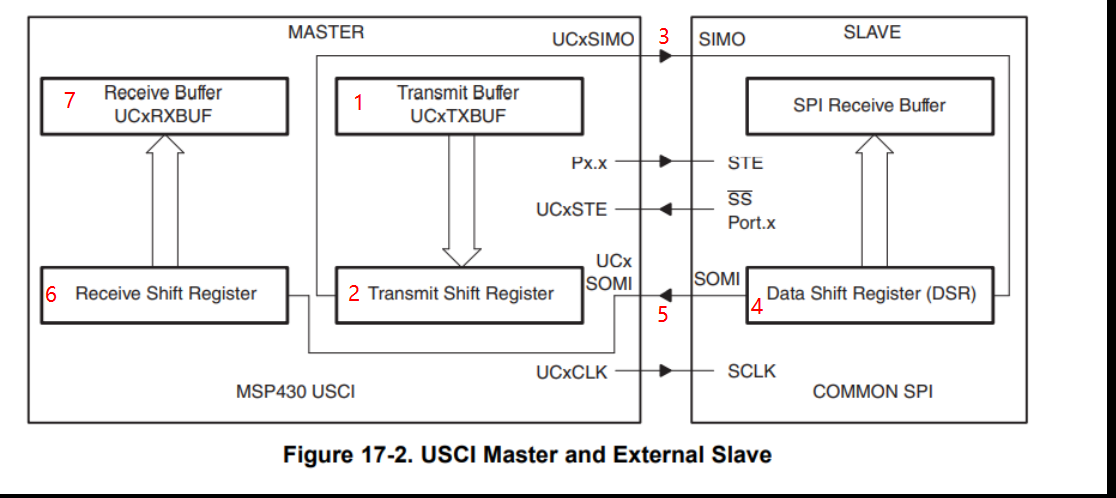 MASTER
SLAVE
UCxSIMO
3
SIMO
7
Receive Buffer
UCxRXBUF
1
Transmit Buffer
UCxTXBUF
SPI Receive Buffer
Px.x
STE
UCxSTE
SS
Port.x
UCx
SOMI
SOMI
6 Receive Shift Register
2 Transmit Shift Register
5
4 Data Shift Register (DSR)
UCxCLK
SCLK
MSP430 USCI
COMMON SPI
Figure 17-2. USCI Master and External Slave